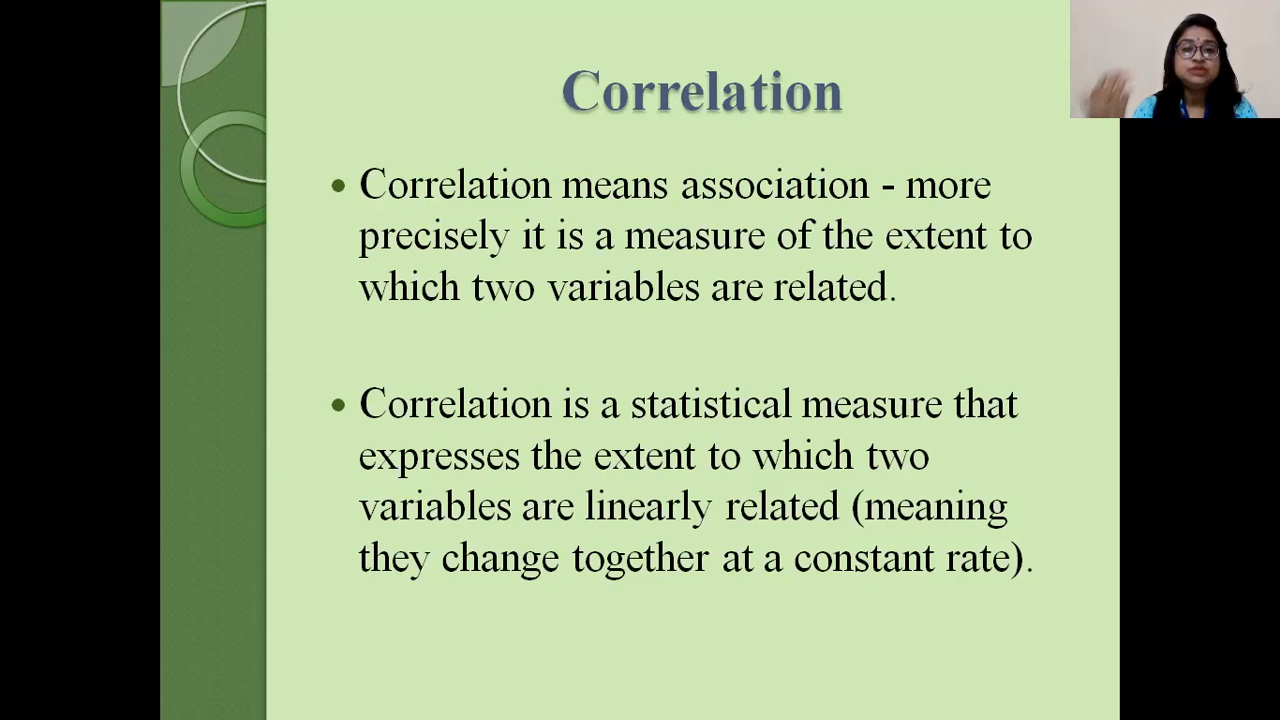 Correlation
• Correlation means association - more
precisely it is a measure of the extent to
which two variables are related.
• Correlation is a statistical measure that
expresses the extent to which two
variables are linearly related (meaning
they change together at a constant rate).